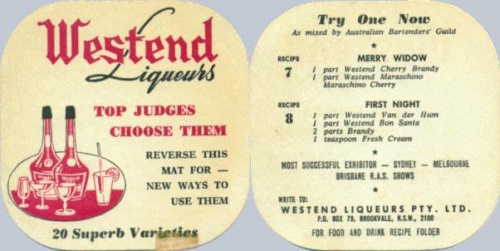 Westend
Liqueurs
TOP JUDGES
CHOOSE THEM
REVERSE THIS
MAT FOR —
NEW WAYS TO
USE THEM
20 Superb Varieties
Try One Now
As mixed by Australian Bartenders' Guild
★
RECIPE
7
MERRY WIDOW
1 part Westend Cherry Brandy
1 part Westend Maraschino
Maraschino Cherry
★
RECIPE
8
FIRST NIGHT
1 part Westend Van der Hum
1 part Westend Bon Santa
2 parts Brandy
1 teaspoon Fresh Cream
★
MOST SUCCESSFUL EXHIBITOR — SYDNEY — MELBOURNE
BRISBANE R.A.S. SHOWS
★
WRITE TO:
WESTEND LIQUEURS PTY. LTD.
P.O. BOX 79, BROOKVALE, N.S.W., 2100
FOR FOOD AND DRINK RECIPE FOLDER